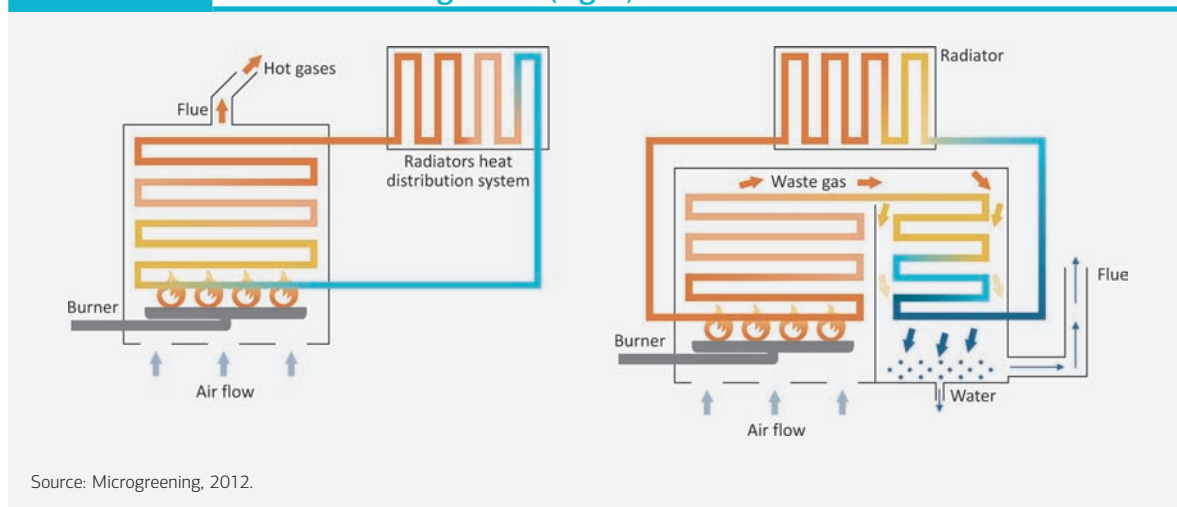 Hot gases
Flue
Radiators heat
distribution system
Burner
Air flow
Radiator
Waste gas
Flue
Burner
Water
Air flow
Source: Microgreening, 2012.